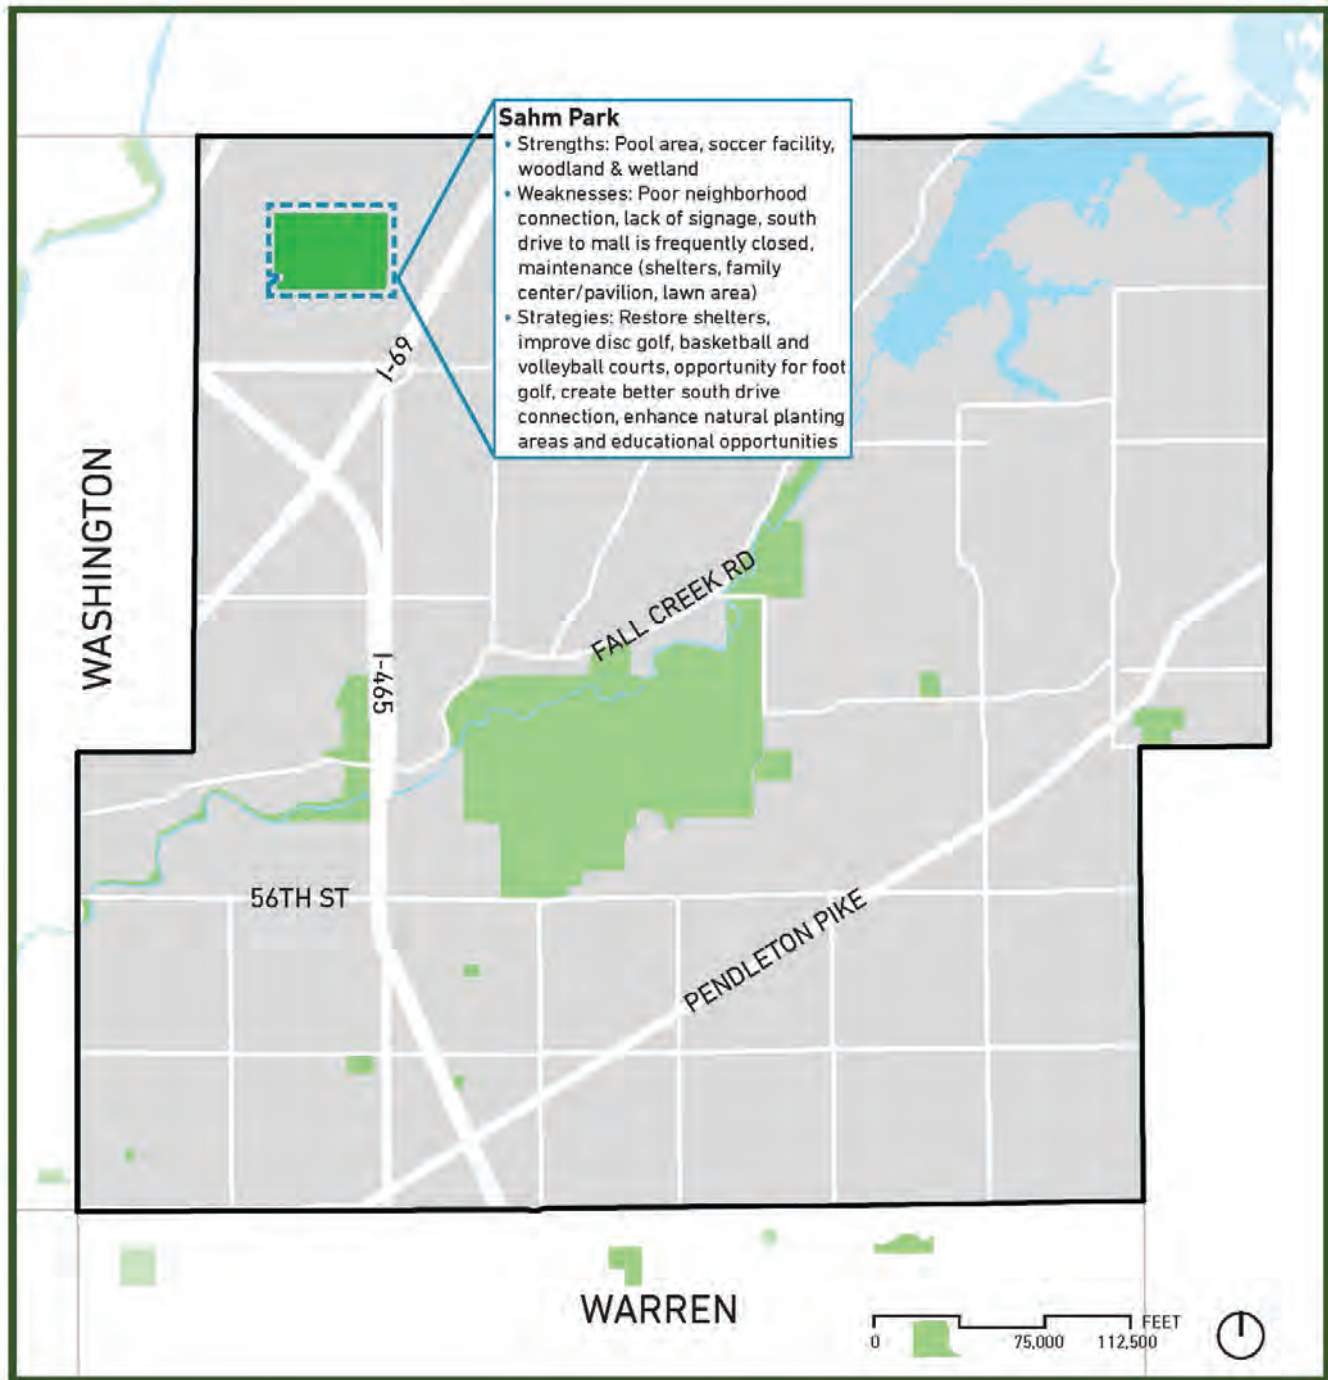 Sahm Park
• Strengths: Pool area, soccer facility,
woodland & wetland
• Weaknesses: Poor neighborhood
connection, lack of signage, south
drive to mall is frequently closed,
maintenance (shelters, family
center/pavilion, lawn area)
• Strategies: Restore shelters,
improve disc golf, basketball and
volleyball courts, opportunity for foot
golf, create better south drive
connection, enhance natural planting
areas and educational opportunities
I-69
WASHINGTON
FALL CREEK RD
I-465
56TH ST
PENDLETON PIKE
WARREN
FEET
0 75,000 112,500